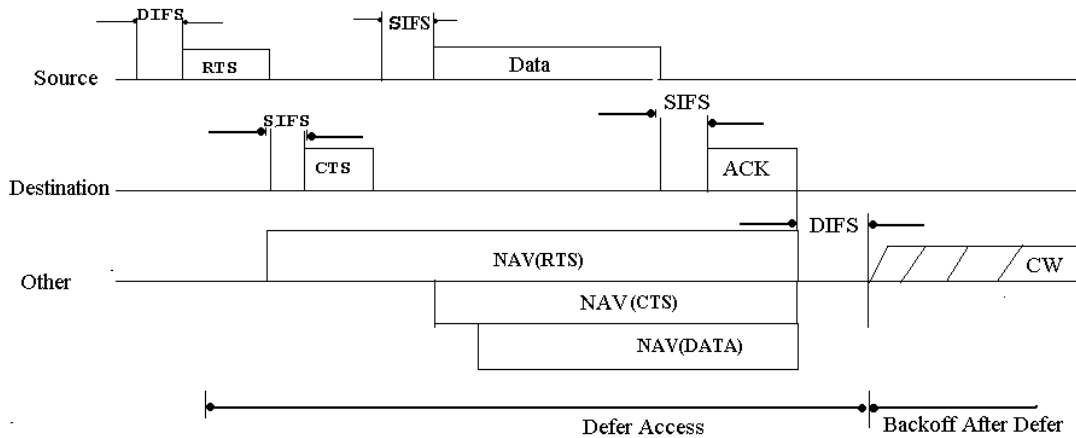 DIFS
SIFS
Source
RTS
Data
SIFS
SIFS
CTS
ACK
Destination
DIFS
NAV(RTS)
CW
Other
NAV(CTS)
NAV(DATA)
Defer Access
Backoff After Defer